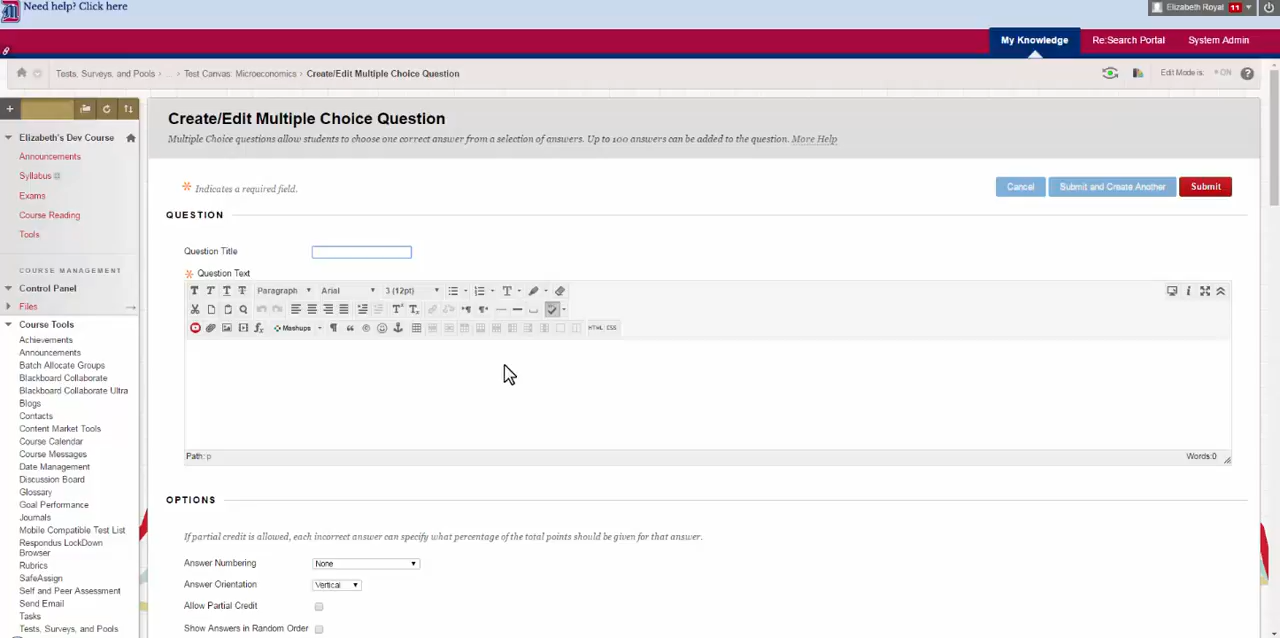 Need help? Click here
Elizabeth Royal 11
My Knowledge Re:Search Portal System Admin
Tests, Surveys, and Pools ... Test Canvas: Microeconomics Create/Edit Multiple Choice Question
Edit Mode is: ON ?
Create/Edit Multiple Choice Question
Multiple Choice questions allow students to choose one correct answer from a selection of answers. Up to 100 answers can be added to the question. More Help
Elizabeth's Dev Course
Announcements
Syllabus
Exams
Course Reading
Tools
COURSE MANAGEMENT
Control Panel
Files
Course Tools
Achievements
Announcements
Batch Allocate Groups
Blackboard Collaborate
Blackboard Collaborate Ultra
Blogs
Contacts
Content Market Tools
Course Calendar
Course Messages
Date Management
Discussion Board
Glossary
Goal Performance
Journals
Mobile Compatible Test List
Respondus LockDown
Browser
Rubrics
SafeAssign
Self and Peer Assessment
Send Email
Tasks
Tests, Surveys, and Pools
* Indicates a required field.
Cancel Submit and Create Another Submit
QUESTION
Question Title
* Question Text
T T T T Paragraph Arial 3 (12pt)
Mashups HTML CSS
Path: p
Words:0
OPTIONS
If partial credit is allowed, each incorrect answer can specify what percentage of the total points should be given for that answer.
Answer Numbering None
Answer Orientation Vertical
Allow Partial Credit
Show Answers in Random Order